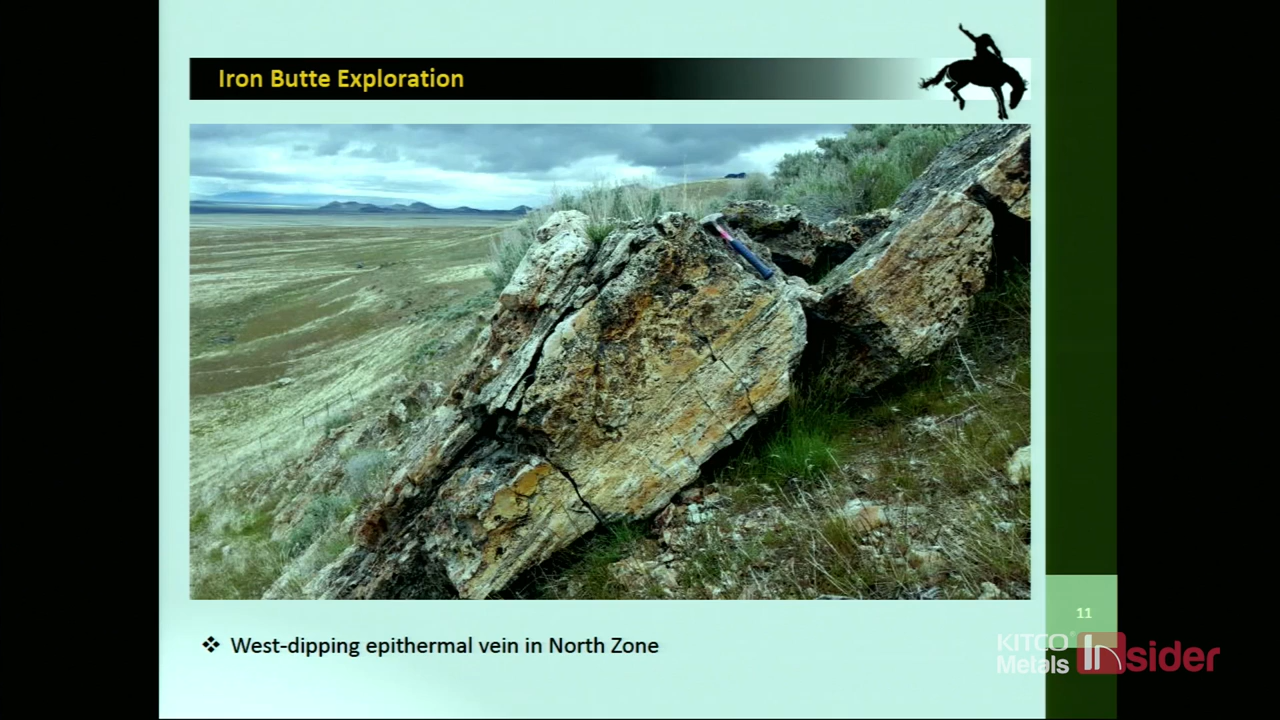 Iron Butte Exploration
❖ West-dipping epithermal vein in North Zone
11
KITCO®
Metals Insider